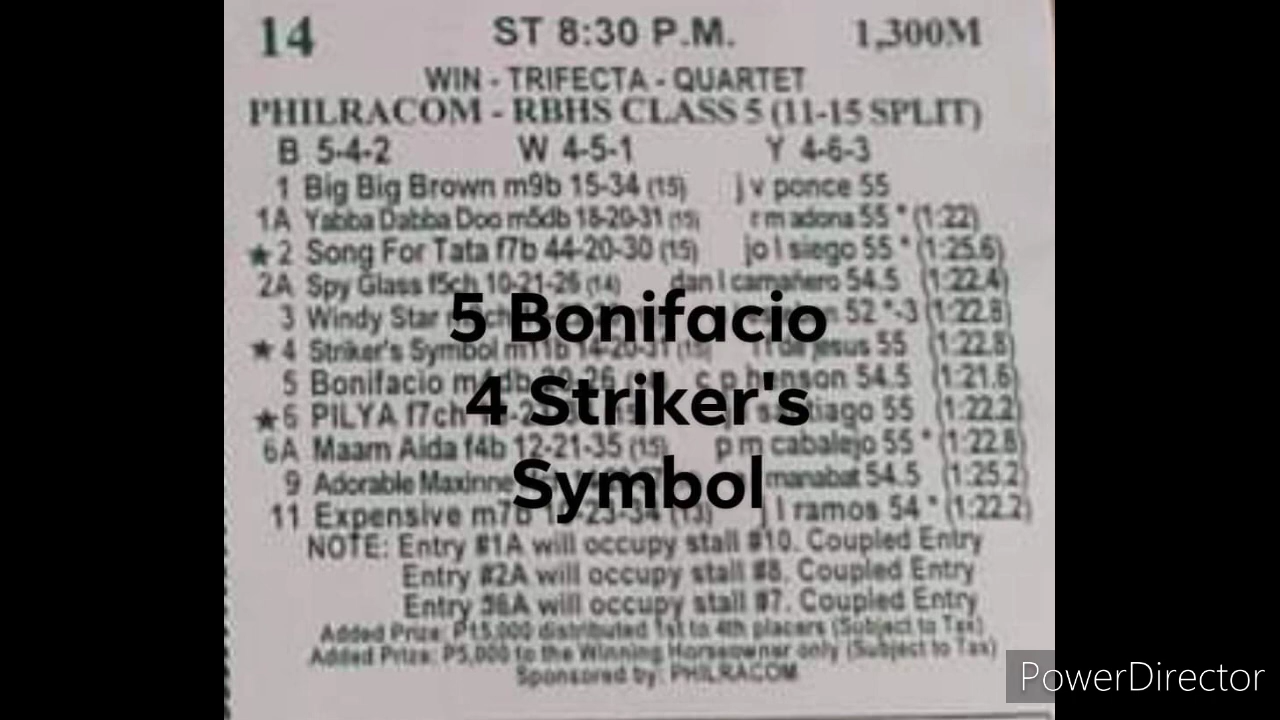 14 ST 8:30 P.M. 1,300M
WIN - TRIFECTA - QUARTET
PHILRACOM - RBHS CLASS 5 (11-15 SPLIT)
B 5-4-2 W 4-5-1 Y 4-6-3
1 Big Big Brown m9b 15-34 (15) j v ponce 55
1A Yabba Dabba Doo m5db 18-20-31 (15) r m adona 55 * (1:22)
★ 2 Song For Tata f7b 44-20-30 (15) jo l siego 55 * (1:25.6)
2A Spy Glass f5ch 10-21-26 (14) dan l camañero 54.5 (1:22.4)
3 Windy Star 52 *-3 (1:22.8)
★ 4 Striker's Symbol m11b 14-20-31 (15) jesus 55 (1:22.8)
5 Bonifacio c p henson 54.5 (1:21.6)
★ 6 PILYA f7ch santiago 55 (1:22.2)
6A Maam Aida f4b 12-21-35 (15) p m cabalejo 55 * (1:22.8)
9 Adorable Maxinne manabat 54.5 (1:25.2)
11 Expensive m7b j l ramos 54 * (1:22.2)
NOTE: Entry #1A will occupy stall #10. Coupled Entry
Entry #2A will occupy stall #8. Coupled Entry
Entry 36A will occupy stall #7. Coupled Entry
Added Prize: P15,000 distributed 1st to 4th placers (Subject to Tax)
Added Prize: P5,000 to the Winning Horseowner only (Subject to Tax)
Sponsored by: PHILRACOM
5 Bonifacio
4 Striker's
Symbol
PowerDirector